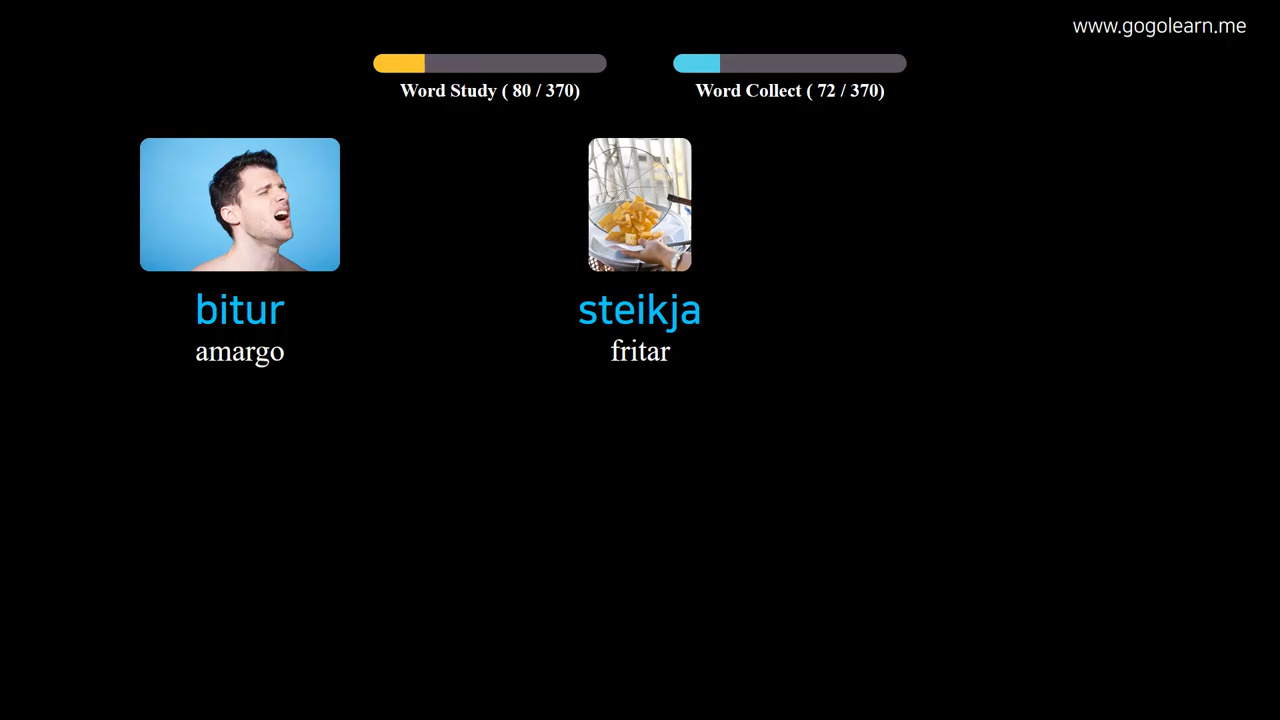 www.gogolearn.me
Word Study ( 80 / 370)
Word Collect ( 72 / 370)
bitur
amargo
steikja
fritar